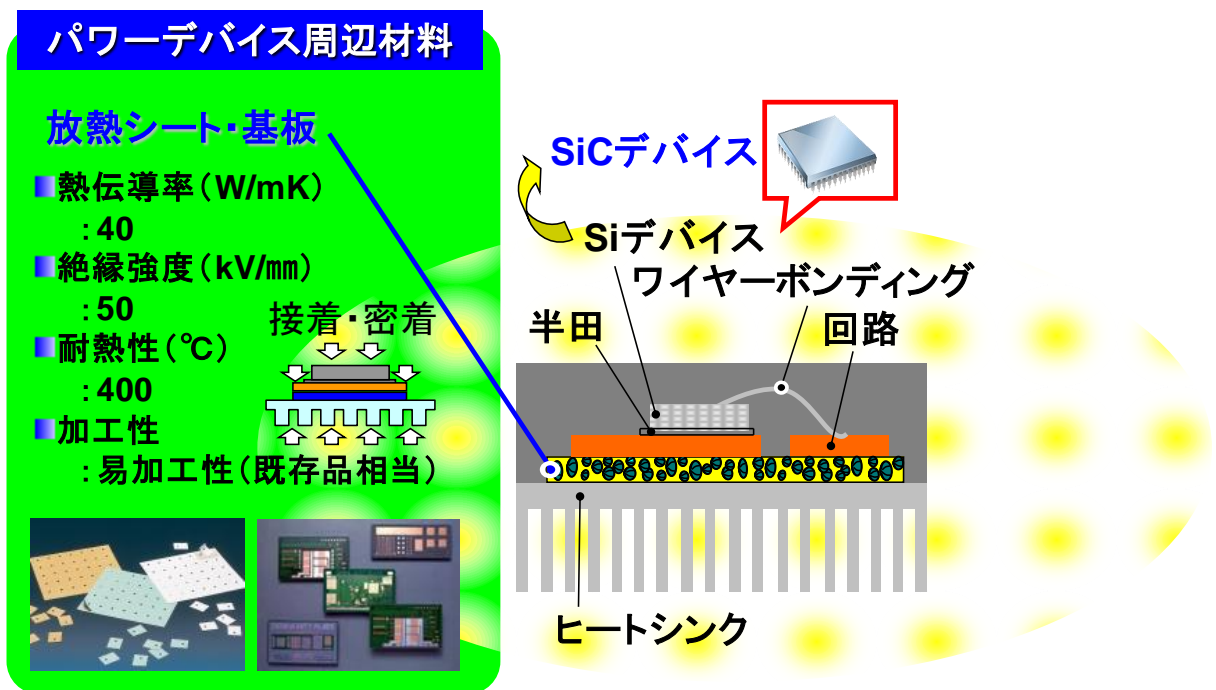 パワーデバイス周辺材料
放熱シート・基板
熱伝導率(W/mK)
:40
絶縁強度(kV/㎜)
:50
耐熱性(℃)
:400
加工性
:易加工性(既存品相当)
接着・密着
SiCデバイス
Siデバイス
ワイヤーボンディング
半田
回路
ヒートシンク